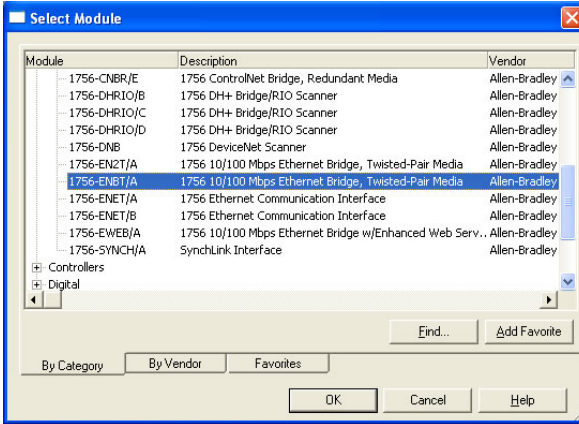 Select Module
Module Description Vendor
1756-CNBR/E 1756 ControlNet Bridge, Redundant Media Allen-Bradley
1756-DHRIO/B 1756 DH+ Bridge/RIO Scanner Allen-Bradley
1756-DHRIO/C 1756 DH+ Bridge/RIO Scanner Allen-Bradley
1756-DHRIO/D 1756 DH+ Bridge/RIO Scanner Allen-Bradley
1756-DNB 1756 DeviceNet Scanner Allen-Bradley
1756-EN2T/A 1756 10/100 Mbps Ethernet Bridge, Twisted-Pair Media Allen-Bradley
1756-ENBT/A 1756 10/100 Mbps Ethernet Bridge, Twisted-Pair Media Allen-Bradley
1756-ENET/A 1756 Ethernet Communication Interface Allen-Bradley
1756-ENET/B 1756 Ethernet Communication Interface Allen-Bradley
1756-EWEB/A 1756 10/100 Mbps Ethernet Bridge w/Enhanced Web Serv... Allen-Bradley
1756-SYNCH/A SynchLink Interface Allen-Bradley
Controllers
Digital
Find... Add Favorite
By Category By Vendor Favorites
OK Cancel Help